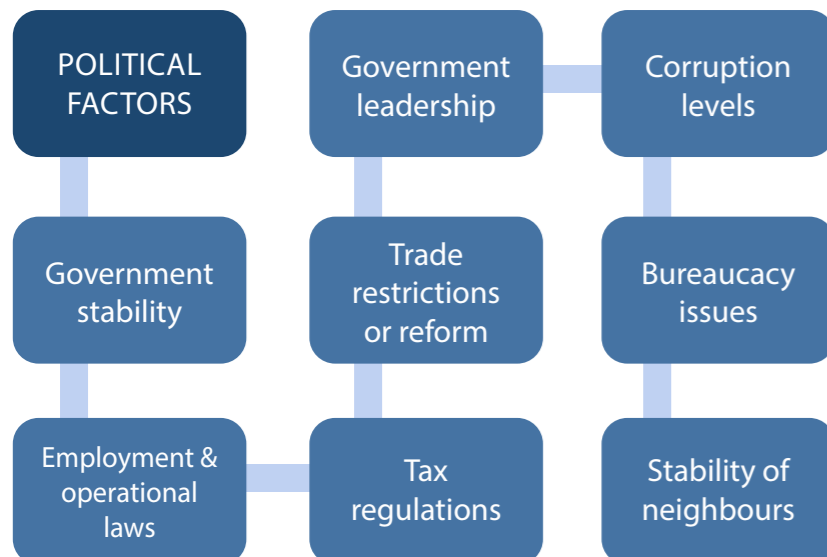 POLITICAL
FACTORS
Government
stability
Employment &
operational
laws
Tax
regulations
Trade
restrictions
or reform
Government
leadership
Corruption
levels
Bureaucacy
issues
Stability of
neighbours